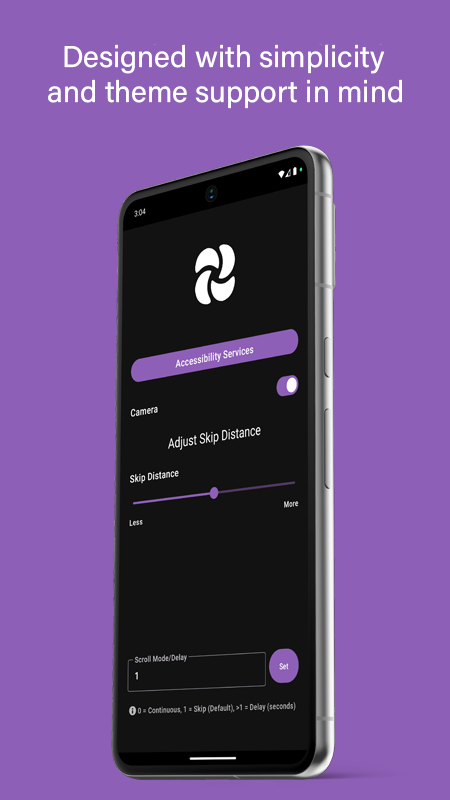 Designed with simplicity
and theme support in mind
3:04
Accessibility Services
Camera
Adjust Skip Distance
Skip Distance
Less
More
Scroll Mode/Delay
1
Set
0 = Continuous, 1 = Skip (Default), >1 = Delay (seconds)